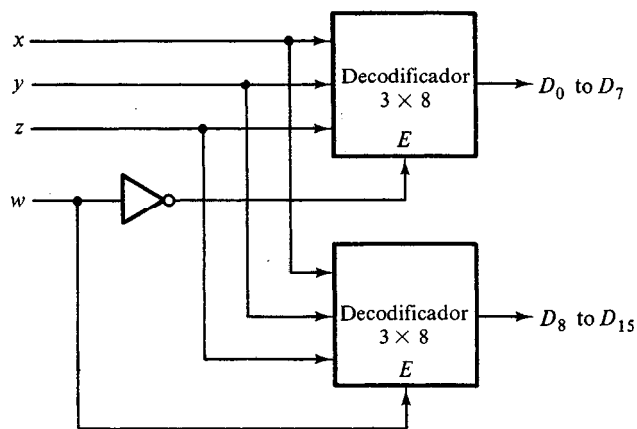 x
y
z
w
Decodificador
3 × 8
E
D₀ to D₇
Decodificador
3 × 8
E
D₈ to D₁₅